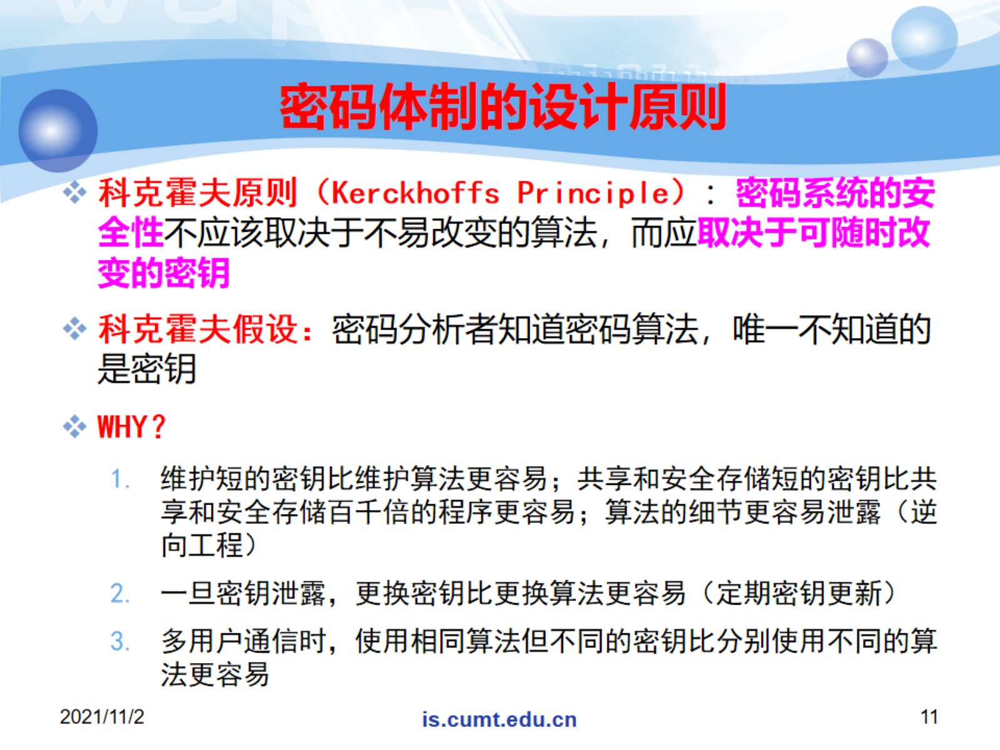 密码体制的设计原则
科克霍夫原则（Kerckhoffs Principle）：密码系统的安
全性不应该取决于不易改变的算法，而应取决于可随时改
变的密钥
科克霍夫假设：密码分析者知道密码算法，唯一不知道的
是密钥
WHY？
1. 维护短的密钥比维护算法更容易；共享和安全存储短的密钥比共
享和安全存储百千倍的程序更容易；算法的细节更容易泄露（逆
向工程）
2. 一旦密钥泄露，更换密钥比更换算法更容易（定期密钥更新）
3. 多用户通信时，使用相同算法但不同的密钥比分别使用不同的算
法更容易
2021/11/2
is.cumt.edu.cn
11